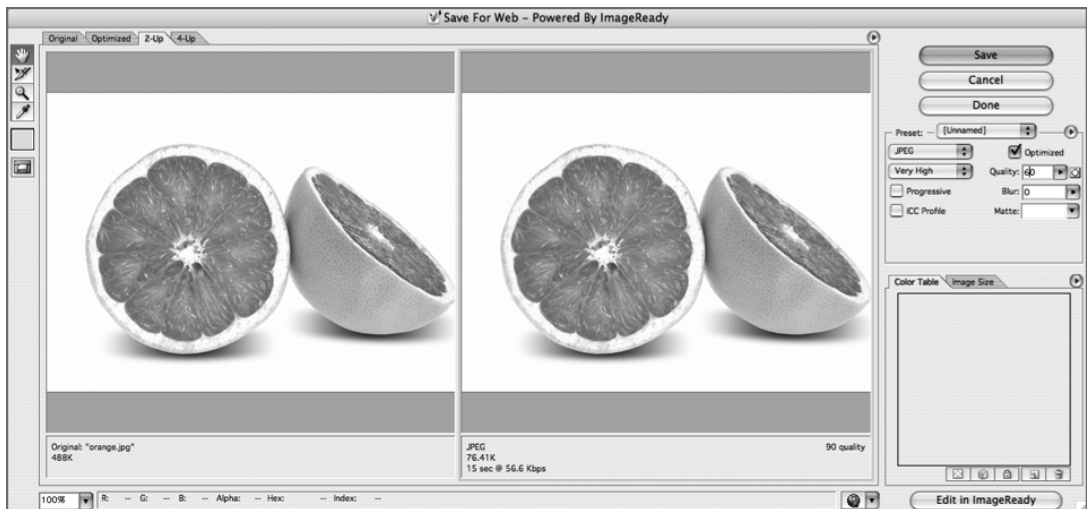 Save For Web – Powered By ImageReady
Original Optimized 2-Up 4-Up
Save
Cancel
Done
Preset: [Unnamed]
JPEG Optimized
Very High Quality: 60
Progressive Blur: 0
ICC Profile Matte:
Color Table Image Size
Original: "orange.jpg"
488K
JPEG 90 quality
76.41K
15 sec @ 56.6 Kbps
100% R: -- G: -- B: -- Alpha: -- Hex: -- Index: --
Edit in ImageReady